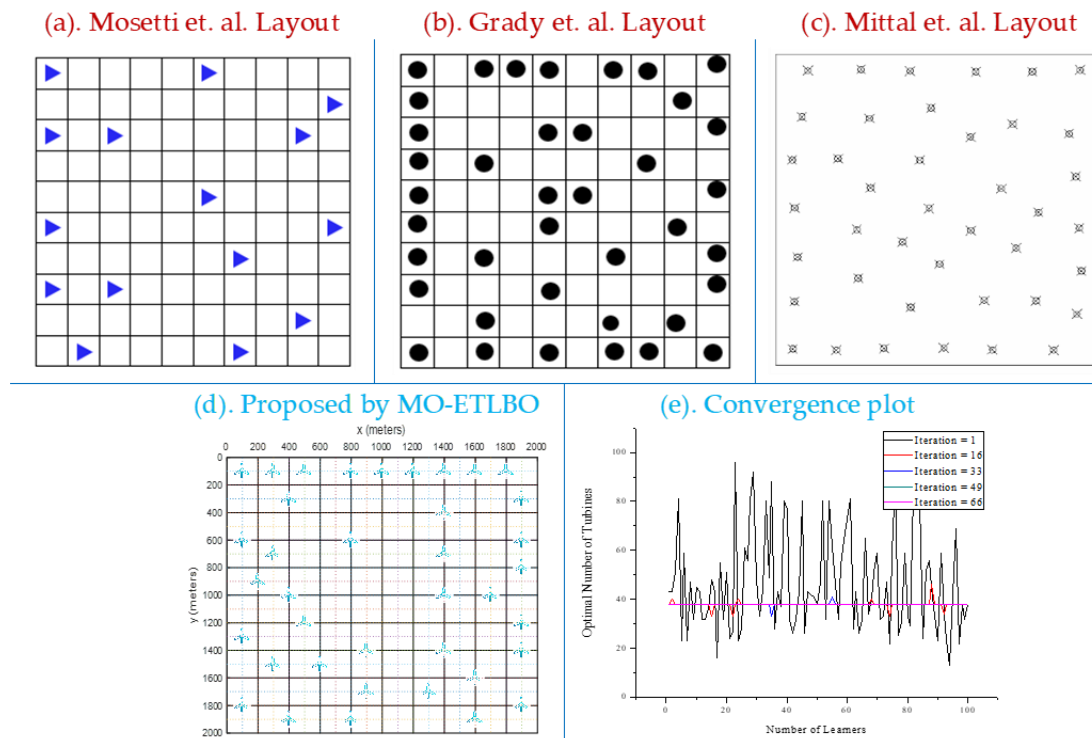 (a). Mosetti et. al. Layout
(b). Grady et. al. Layout
(c). Mittal et. al. Layout
(d). Proposed by MO-ETLBO
x (meters)
0 200 400 600 800 1000 1200 1400 1600 1800 2000
0
200
400
600
800
1000
1200
1400
1600
1800
2000
y (meters)
(e). Convergence plot
Iteration = 1
Iteration = 16
Iteration = 33
Iteration = 49
Iteration = 66
100
80
60
40
20
0
Optimal Number of Turbines
0 20 40 60 80 100
Number of Learners